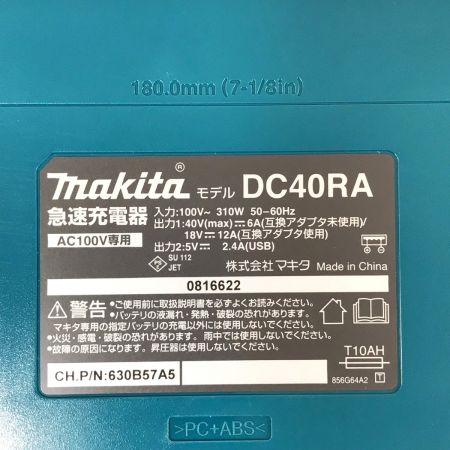 180.0mm (7-1/8in)
makita® モデル DC40RA
急速充電器
AC100V専用
入力:100V~ 310W 50-60Hz
出力1:40V(max)⎓6A(互換アダプタ未使用)/
18V⎓12A(互換アダプタ使用)
出力2:5V⎓ 2.4A(USB)
PS E
SU 112
JET
株式会社マキタ Made in China
0816622
⚠警告
•ご使用前に取扱説明書を必ずよくお読みください。
•バッテリの液漏れ・発熱・破裂の恐れがあります。
マキタ専用の指定バッテリの充電以外には使用しないでください。
•火災・感電・破裂の恐れがあります。雨中では使用しないでください。
•故障の原因になります。昇圧器は使用しないでください。
T10AH
CH.P/N:630B57A5
856G64A2 T
>PC+ABS<